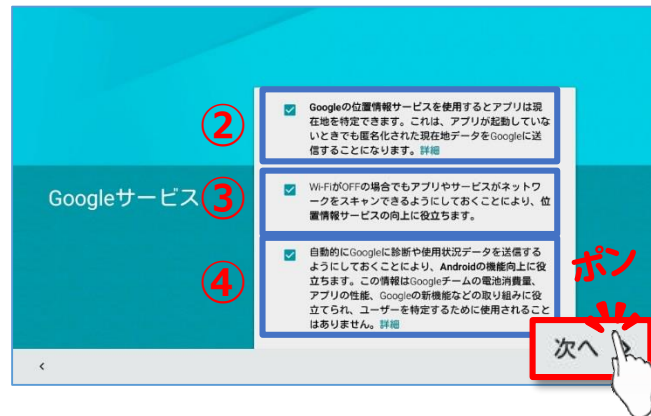 ②
Googleの位置情報サービスを使用するとアプリは現
在地を特定できます。これは、アプリが起動していな
いときでも匿名化された現在地データをGoogleに送
信することになります。詳細
Googleサービス
③
Wi-FiがOFFの場合でもアプリやサービスがネットワ
ークをスキャンできるようにしておくことにより、位
置情報サービスの向上に役立ちます。
④
自動的にGoogleに診断や使用状況データを送信する
ようにしておくことにより、Androidの機能向上に役
立ちます。この情報はGoogleチームの電池消費量、
アプリの性能、Googleの新機能などの取り組みに役
立てられ、ユーザーを特定するために使用されること
はありません。詳細
ポン
次へ